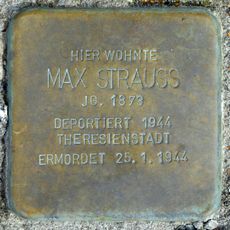 HIER WOHNTE
MAX STRAUSS
JG. 1873
DEPORTIERT 1944
THERESIENSTADT
ERMORDET 25.1.1944